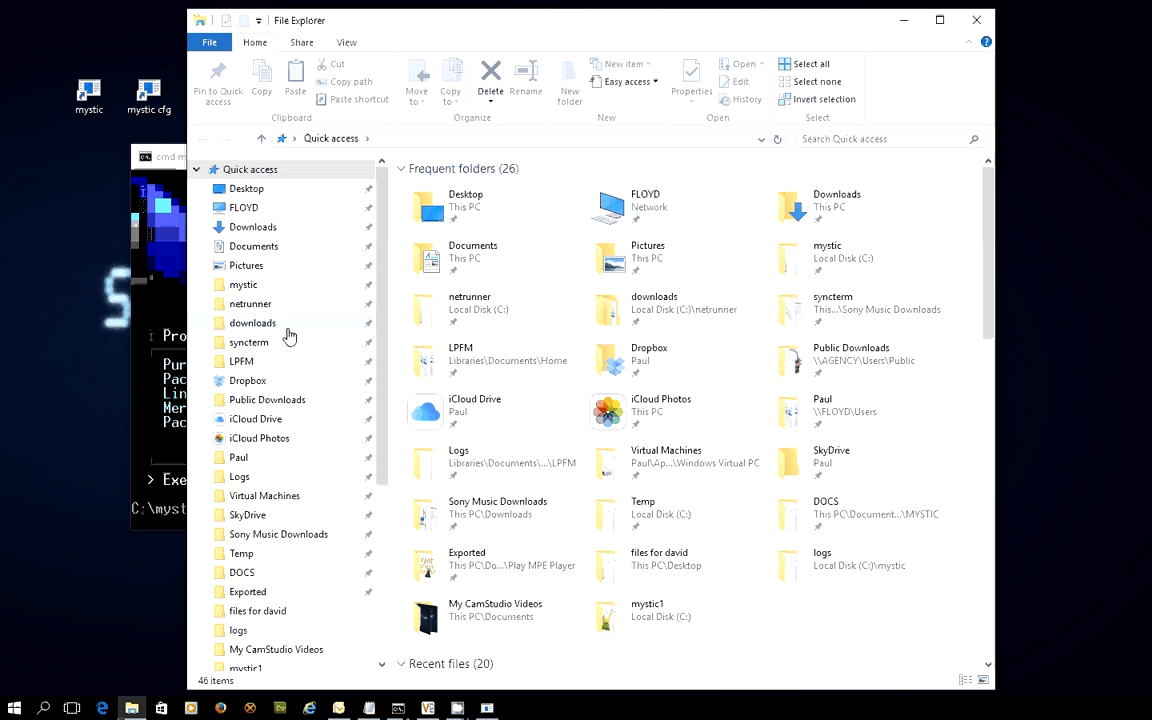 File Explorer
File Home Share View
Pin to Quick access
Copy
Paste
Cut
Copy path
Paste shortcut
Clipboard
Move to
Copy to
Delete
Rename
Organize
New folder
New item
Easy access
New
Properties
Open
Edit
History
Open
Select all
Select none
Invert selection
Select
Quick access
Search Quick access
mystic
mystic cfg
cmd m
Pro
Pur
Pac
Lin
Mer
Pac
> Exe
C:\myst
Quick access
Desktop
FLOYD
Downloads
Documents
Pictures
mystic
netrunner
downloads
syncterm
LPFM
Dropbox
Public Downloads
iCloud Drive
iCloud Photos
Paul
Logs
Virtual Machines
SkyDrive
Sony Music Downloads
Temp
DOCS
Exported
files for david
logs
My CamStudio Videos
mystic1
Frequent folders (26)
Desktop
This PC
FLOYD
Network
Downloads
This PC
Documents
This PC
Pictures
This PC
mystic
Local Disk (C:)
netrunner
Local Disk (C:)
downloads
Local Disk (C:)\netrunner
syncterm
This...\Sony Music Downloads
LPFM
Libraries\Documents\Home
Dropbox
Paul
Public Downloads
\\AGENCY\Users\Public
iCloud Drive
Paul
iCloud Photos
This PC
Paul
\\FLOYD\Users
Logs
Libraries\Documents\...\LPFM
Virtual Machines
Paul\Ap...\Windows Virtual PC
SkyDrive
Paul
Sony Music Downloads
This PC\Downloads
Temp
Local Disk (C:)
DOCS
This PC\Document...\MYSTIC
Exported
This PC\Do...\Play MPE Player
files for david
This PC\Desktop
logs
Local Disk (C:)\mystic
My CamStudio Videos
This PC\Documents
mystic1
Local Disk (C:)
Recent files (20)
46 items